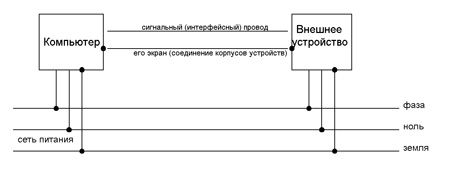 сигнальный (интерфейсный) провод
Компьютер
Внешнее
устройство
его экран (соединение корпусов устройств)
фаза
ноль
сеть питания
земля